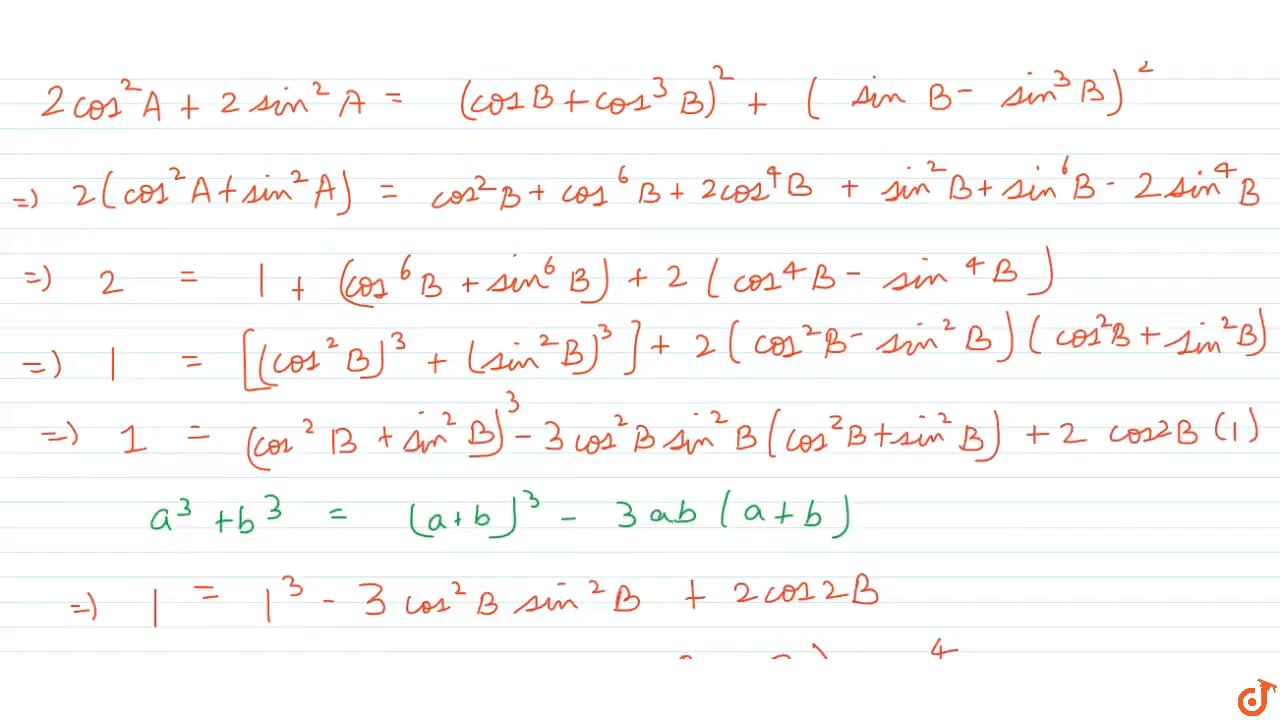 2cos²A + 2sin²A = (cosB + cos³B)² + (sin B - sin³B)²
=) 2(cos²A + sin²A) = cos²B + cos⁶B + 2cos⁴B + sin²B + sin⁶B - 2sin⁴B
=) 2 = 1 + (cos⁶B + sin⁶B) + 2(cos⁴B - sin⁴B)
=) 1 = [(cos²B)³ + (sin²B)³] + 2(cos²B - sin²B)(cos²B + sin²B)
=) 1 = (cos²B + sin²B)³ - 3cos²B sin²B(cos²B + sin²B) + 2 cos2B(1)
a³ + b³ = (a+b)³ - 3ab(a+b)
=) 1 = 1³ - 3cos²B sin²B + 2cos2B
4